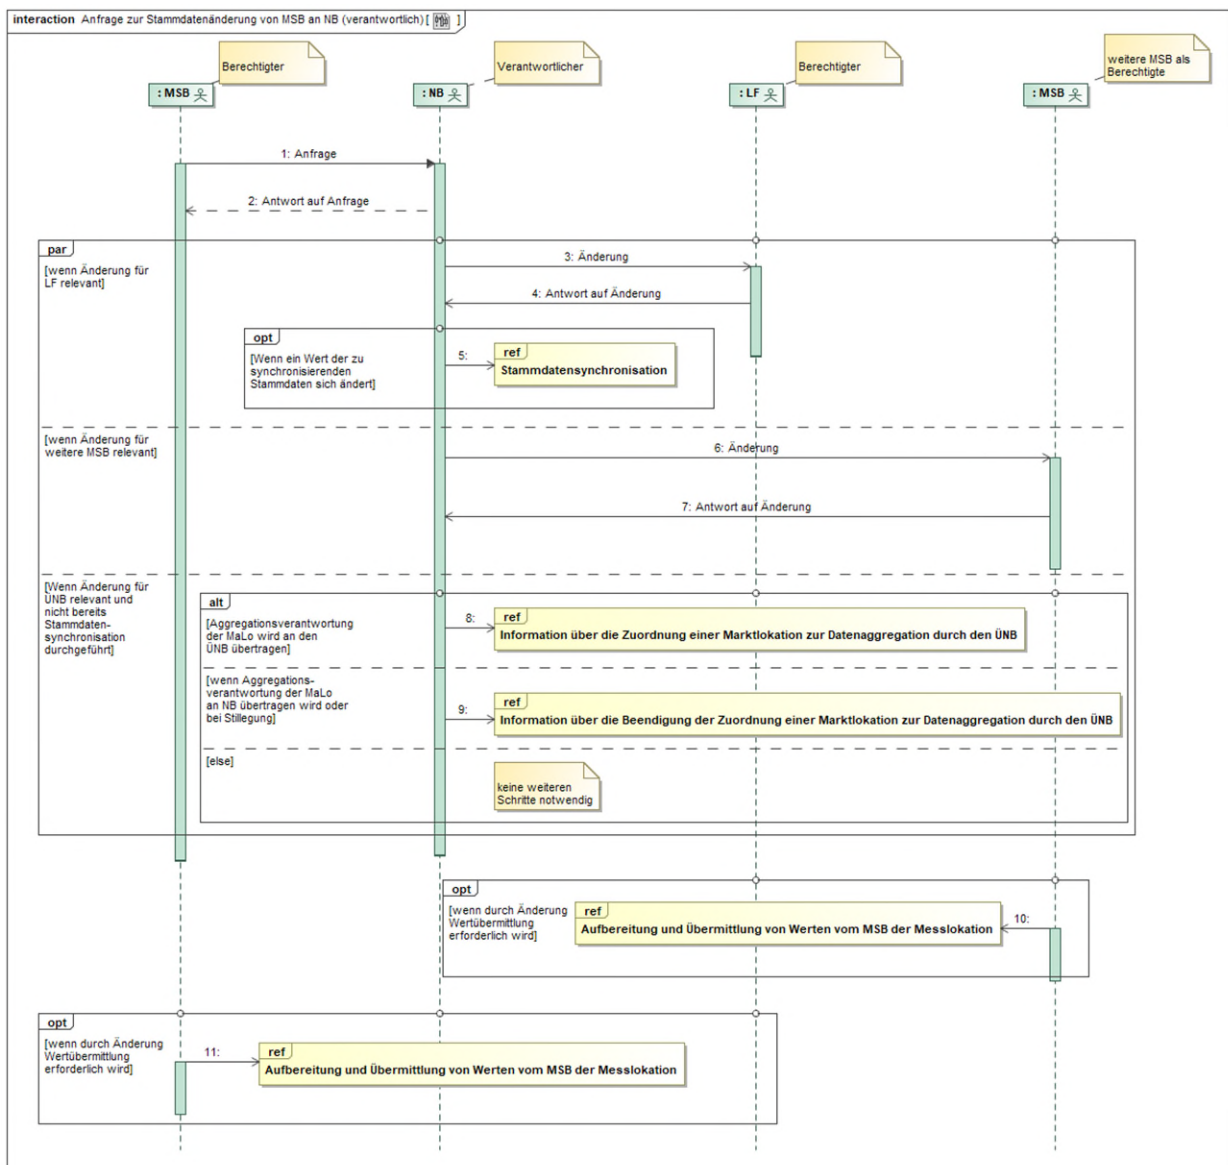 interaction Anfrage zur Stammdatenänderung von MSB an NB (verantwortlich) [ ]
Berechtigter
Verantwortlicher
Berechtigter
weitere MSB als
Berechtigte
: MSB
: NB
: LF
: MSB
1: Anfrage
2: Antwort auf Anfrage
par
[wenn Änderung für
LF relevant]
3: Änderung
4: Antwort auf Änderung
opt
[Wenn ein Wert der zu
synchronisierenden
Stammdaten sich ändert]
5:
ref
Stammdatensynchronisation
[wenn Änderung für
weitere MSB relevant]
6: Änderung
7: Antwort auf Änderung
[Wenn Änderung für
ÜNB relevant und
nicht bereits
Stammdaten-
synchronisation
durchgeführt]
alt
[Aggregationsverantwortung
der MaLo wird an den
ÜNB übertragen]
8:
ref
Information über die Zuordnung einer Marktlokation zur Datenaggregation durch den ÜNB
[wenn Aggregations-
verantwortung der MaLo
an NB übertragen wird oder
bei Stillegung]
9:
ref
Information über die Beendigung der Zuordnung einer Marktlokation zur Datenaggregation durch den ÜNB
[else]
keine weiteren
Schritte notwendig
opt
[wenn durch Änderung
Wertübermittlung
erforderlich wird]
ref
Aufbereitung und Übermittlung von Werten vom MSB der Messlokation
10:
opt
[wenn durch Änderung
Wertübermittlung
erforderlich wird]
11:
ref
Aufbereitung und Übermittlung von Werten vom MSB der Messlokation